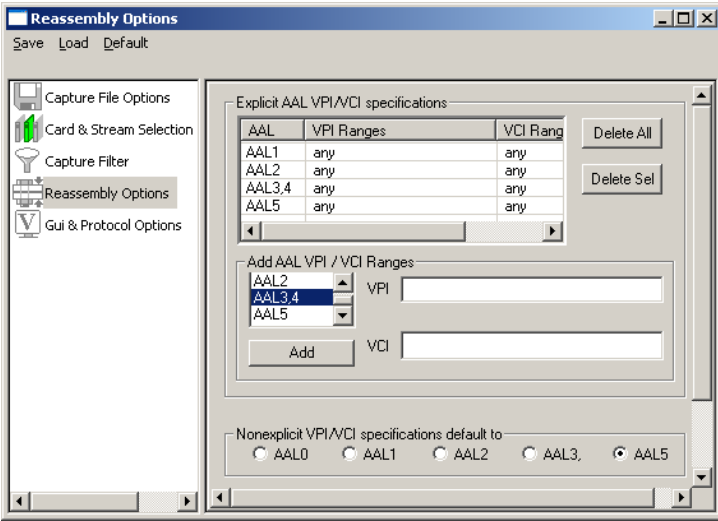 Reassembly Options
Save Load Default
Capture File Options
Card & Stream Selection
Capture Filter
Reassembly Options
Gui & Protocol Options
Explicit AAL VPI/VCI specifications
AAL VPI Ranges VCI Rang
AAL1 any any
AAL2 any any
AAL3,4 any any
AAL5 any any
Delete All
Delete Sel
Add AAL VPI / VCI Ranges
AAL2
AAL3,4
AAL5
VPI
Add
VCI
Nonexplicit VPI/VCI specifications default to
AAL0 AAL1 AAL2 AAL3, AAL5